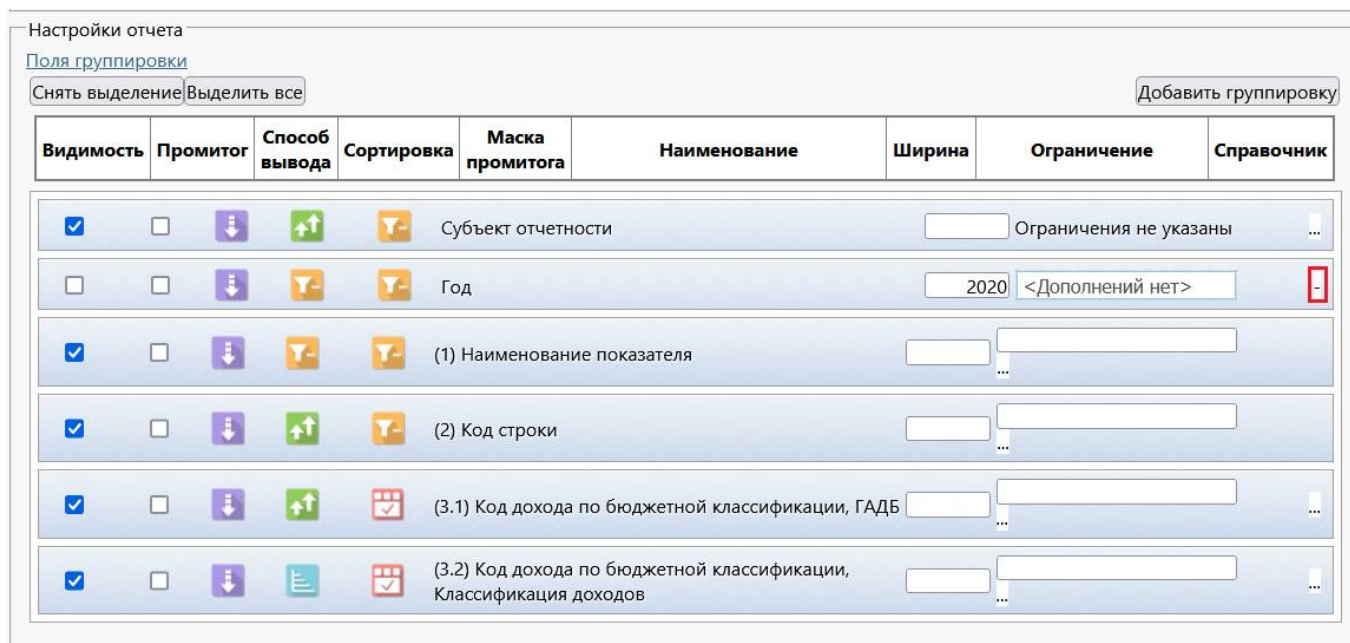 Настройки отчета
Поля группировки
Снять выделение Выделить все Добавить группировку
Видимость Промитог Способ вывода Сортировка Маска промитога Наименование Ширина Ограничение Справочник
Субъект отчетности Ограничения не указаны ...
Год 2020 <Дополнений нет> -
(1) Наименование показателя
...
(2) Код строки
...
(3.1) Код дохода по бюджетной классификации, ГАДБ ...
...
(3.2) Код дохода по бюджетной классификации,
Классификация доходов ...
...